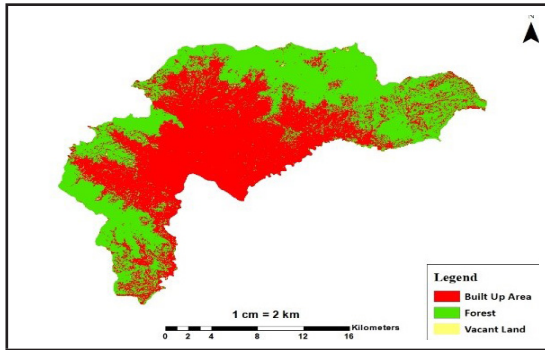 N
Legend
Built Up Area
Forest
Vacant Land
1 cm = 2 km
Kilometers
0 2 4 8 12 16